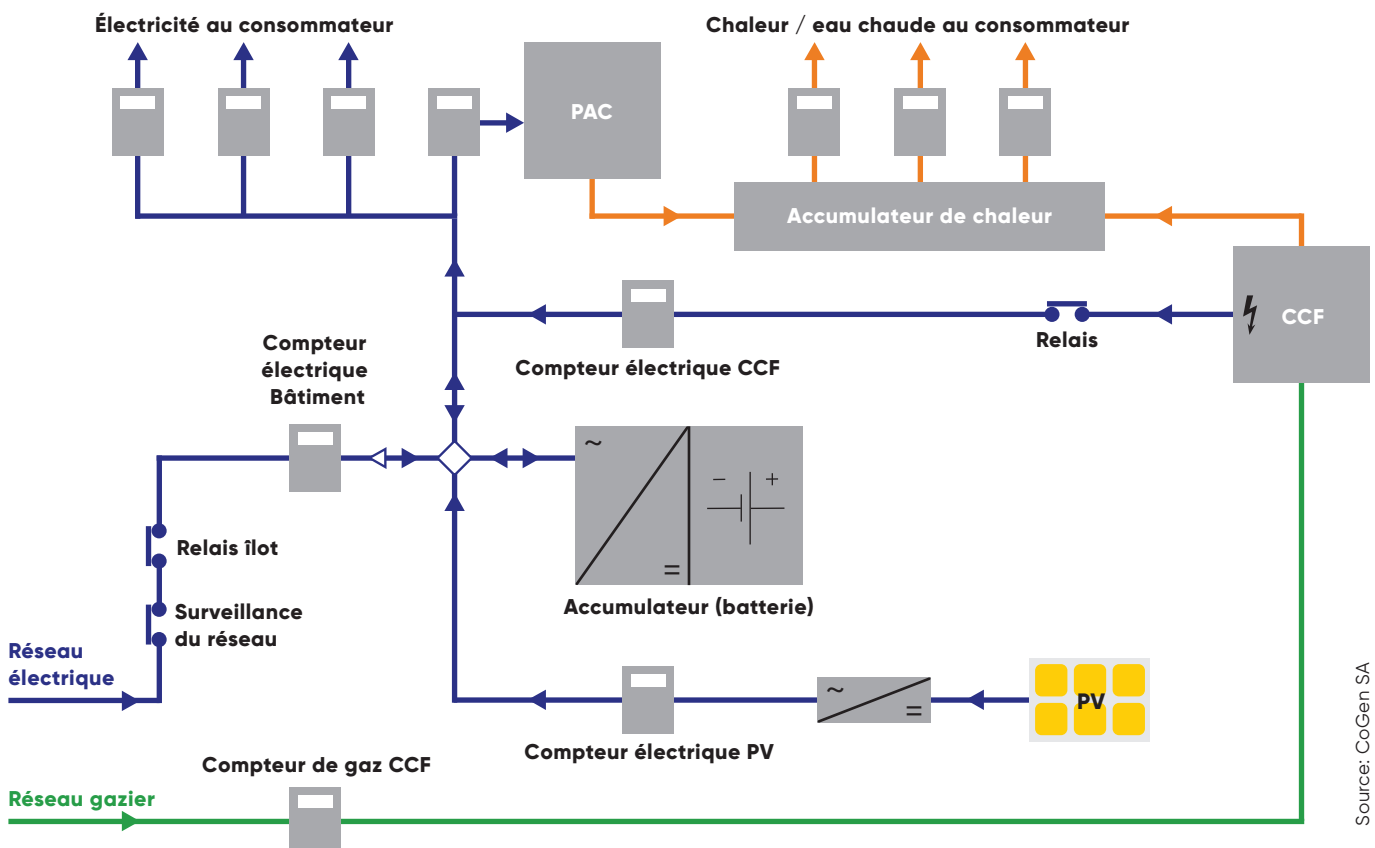 Électricité au consommateur
Chaleur / eau chaude au consommateur
PAC
Accumulateur de chaleur
CCF
Relais
Compteur électrique CCF
Compteur
électrique
Bâtiment
~
− +
=
Relais îlot
Accumulateur (batterie)
Surveillance
du réseau
Réseau
électrique
~
=
PV
Compteur électrique PV
Compteur de gaz CCF
Réseau gazier
Source: CoGen SA